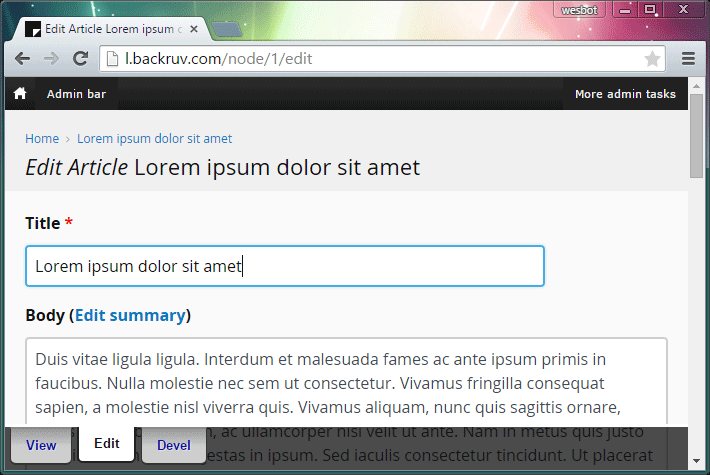 wesbot
Edit Article Lorem ipsum d
l.backruv.com/node/1/edit
Admin bar
More admin tasks
Home › Lorem ipsum dolor sit amet
Edit Article Lorem ipsum dolor sit amet
Title *
Lorem ipsum dolor sit amet
Body (Edit summary)
Duis vitae ligula ligula. Interdum et malesuada fames ac ante ipsum primis in
faucibus. Nulla molestie nec sem ut consectetur. Vivamus fringilla consequat
sapien, a molestie nisl viverra quis. Vivamus aliquam, nunc quis sagittis ornare,
ac ullamcorper nisl velit ut ante. Nam in metus quis justo
View Edit Devel
estas in ipsum. Sed iaculis consectetur tincidunt. Ut placerat